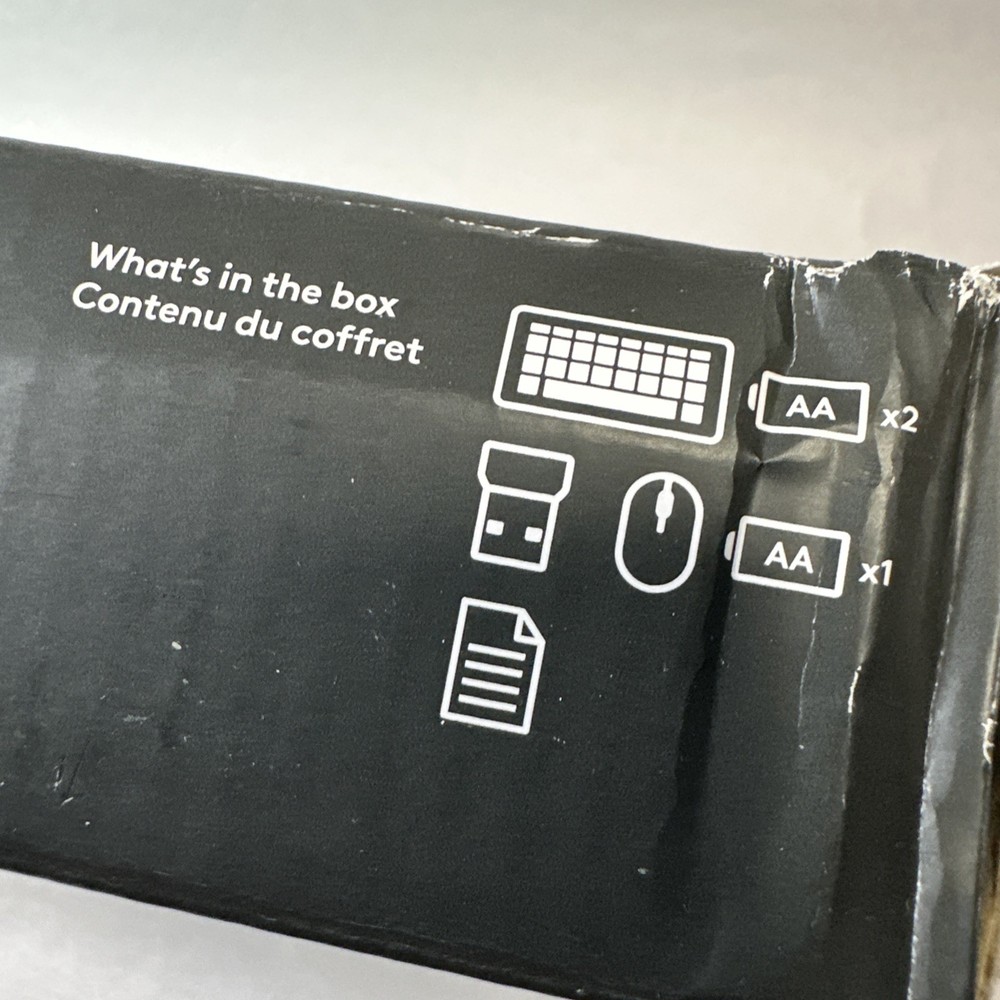 What's in the box
Contenu du coffret
AA x2
AA x1